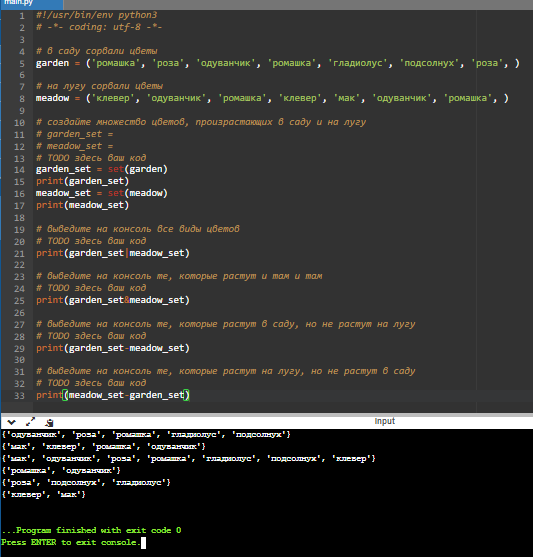 main.py
1 #!/usr/bin/env python3
2 # -*- coding: utf-8 -*-
3
4 # в саду сорвали цветы
5 garden = ('ромашка', 'роза', 'одуванчик', 'ромашка', 'гладиолус', 'подсолнух', 'роза', )
6
7 # на лугу сорвали цветы
8 meadow = ('клевер', 'одуванчик', 'ромашка', 'клевер', 'мак', 'одуванчик', 'ромашка', )
9
10 # создайте множество цветов, произрастающих в саду и на лугу
11 # garden_set =
12 # meadow_set =
13 # TODO здесь ваш код
14 garden_set = set(garden)
15 print(garden_set)
16 meadow_set = set(meadow)
17 print(meadow_set)
18
19 # выведите на консоль все виды цветов
20 # TODO здесь ваш код
21 print(garden_set|meadow_set)
22
23 # выведите на консоль те, которые растут и там и там
24 # TODO здесь ваш код
25 print(garden_set&meadow_set)
26
27 # выведите на консоль те, которые растут в саду, но не растут на лугу
28 # TODO здесь ваш код
29 print(garden_set-meadow_set)
30
31 # выведите на консоль те, которые растут на лугу, но не растут в саду
32 # TODO здесь ваш код
33 print(meadow_set-garden_set)
input
{'одуванчик', 'роза', 'ромашка', 'гладиолус', 'подсолнух'}
{'мак', 'клевер', 'ромашка', 'одуванчик'}
{'мак', 'одуванчик', 'роза', 'ромашка', 'гладиолус', 'подсолнух', 'клевер'}
{'ромашка', 'одуванчик'}
{'роза', 'подсолнух', 'гладиолус'}
{'клевер', 'мак'}
...Program finished with exit code 0
Press ENTER to exit console.